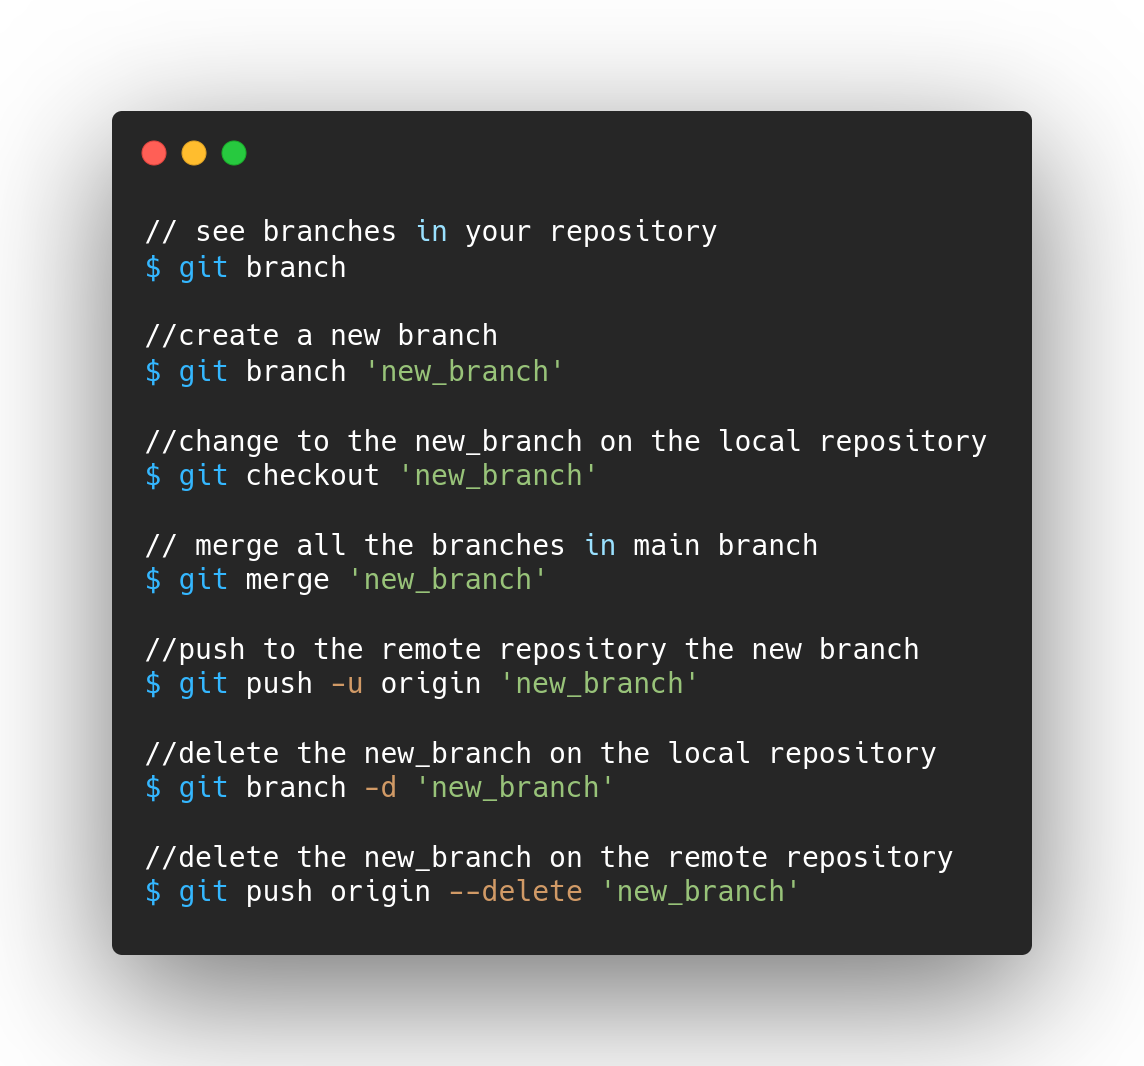 // see branches in your repository
$ git branch
//create a new branch
$ git branch 'new_branch'
//change to the new_branch on the local repository
$ git checkout 'new_branch'
// merge all the branches in main branch
$ git merge 'new_branch'
//push to the remote repository the new branch
$ git push -u origin 'new_branch'
//delete the new_branch on the local repository
$ git branch -d 'new_branch'
//delete the new_branch on the remote repository
$ git push origin --delete 'new_branch'